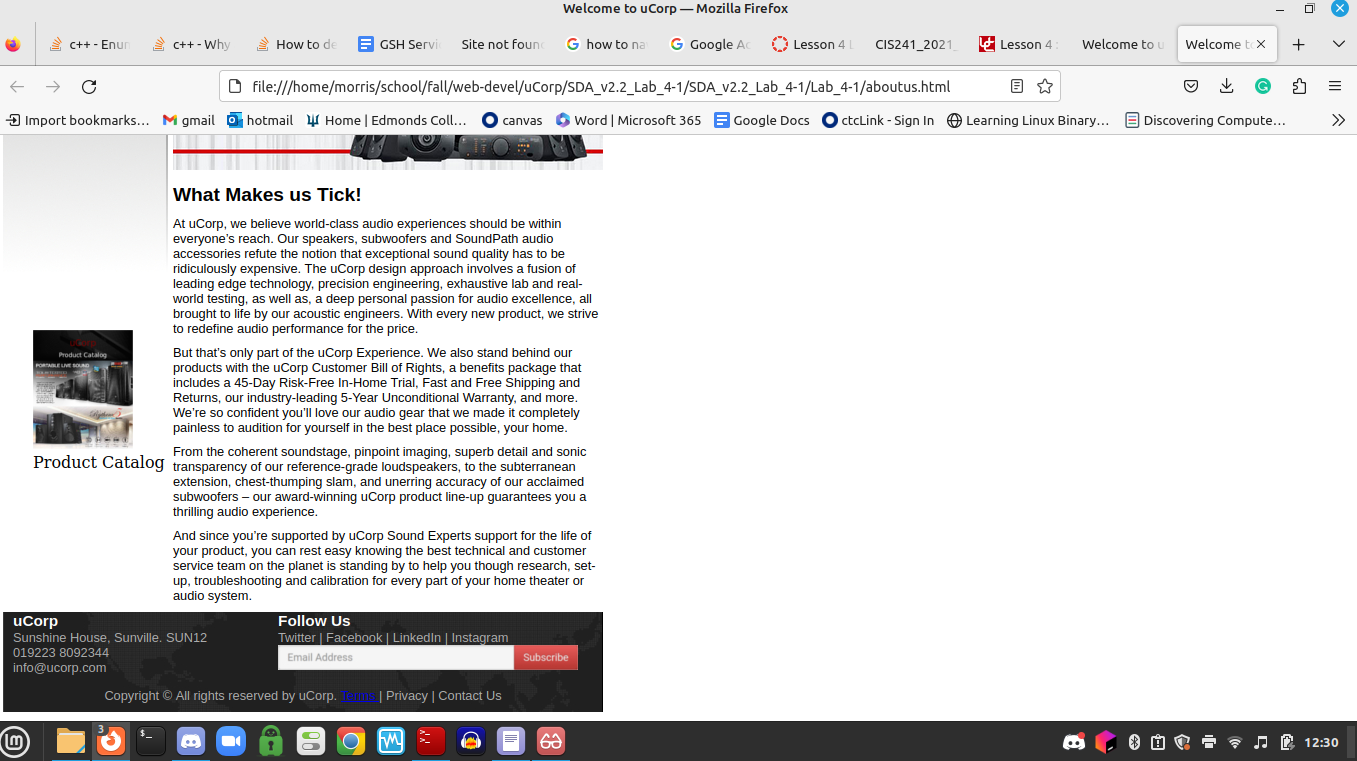 Welcome to uCorp — Mozilla Firefox
c++ - Enum
c++ - Why
How to de
GSH Servi
Site not foun
how to na
Google Ac
Lesson 4 L
CIS241_2021_
Lesson 4 :
Welcome to u
Welcome to
file:///home/morris/school/fall/web-devel/uCorp/SDA_v2.2_Lab_4-1/SDA_v2.2_Lab_4-1/Lab_4-1/aboutus.html
Import bookmarks… gmail hotmail Home | Edmonds Coll… canvas Word | Microsoft 365 Google Docs ctcLink - Sign In Learning Linux Binary… Discovering Compute…
What Makes us Tick!
At uCorp, we believe world-class audio experiences should be within
everyone's reach. Our speakers, subwoofers and SoundPath audio
accessories refute the notion that exceptional sound quality has to be
ridiculously expensive. The uCorp design approach involves a fusion of
leading edge technology, precision engineering, exhaustive lab and real-
world testing, as well as, a deep personal passion for audio excellence, all
brought to life by our acoustic engineers. With every new product, we strive
to redefine audio performance for the price.
But that's only part of the uCorp Experience. We also stand behind our
products with the uCorp Customer Bill of Rights, a benefits package that
includes a 45-Day Risk-Free In-Home Trial, Fast and Free Shipping and
Returns, our industry-leading 5-Year Unconditional Warranty, and more.
We're so confident you'll love our audio gear that we made it completely
painless to audition for yourself in the best place possible, your home.
From the coherent soundstage, pinpoint imaging, superb detail and sonic
transparency of our reference-grade loudspeakers, to the subterranean
extension, chest-thumping slam, and unerring accuracy of our acclaimed
subwoofers – our award-winning uCorp product line-up guarantees you a
thrilling audio experience.
And since you're supported by uCorp Sound Experts support for the life of
your product, you can rest easy knowing the best technical and customer
service team on the planet is standing by to help you though research, set-
up, troubleshooting and calibration for every part of your home theater or
audio system.
uCorp
Product Catalog
PORTABLE LIVE SOUND
Product Catalog
uCorp
Sunshine House, Sunville. SUN12
019223 8092344
info@ucorp.com
Follow Us
Twitter | Facebook | LinkedIn | Instagram
Email Address Subscribe
Copyright © All rights reserved by uCorp. Terms | Privacy | Contact Us
3
12:30